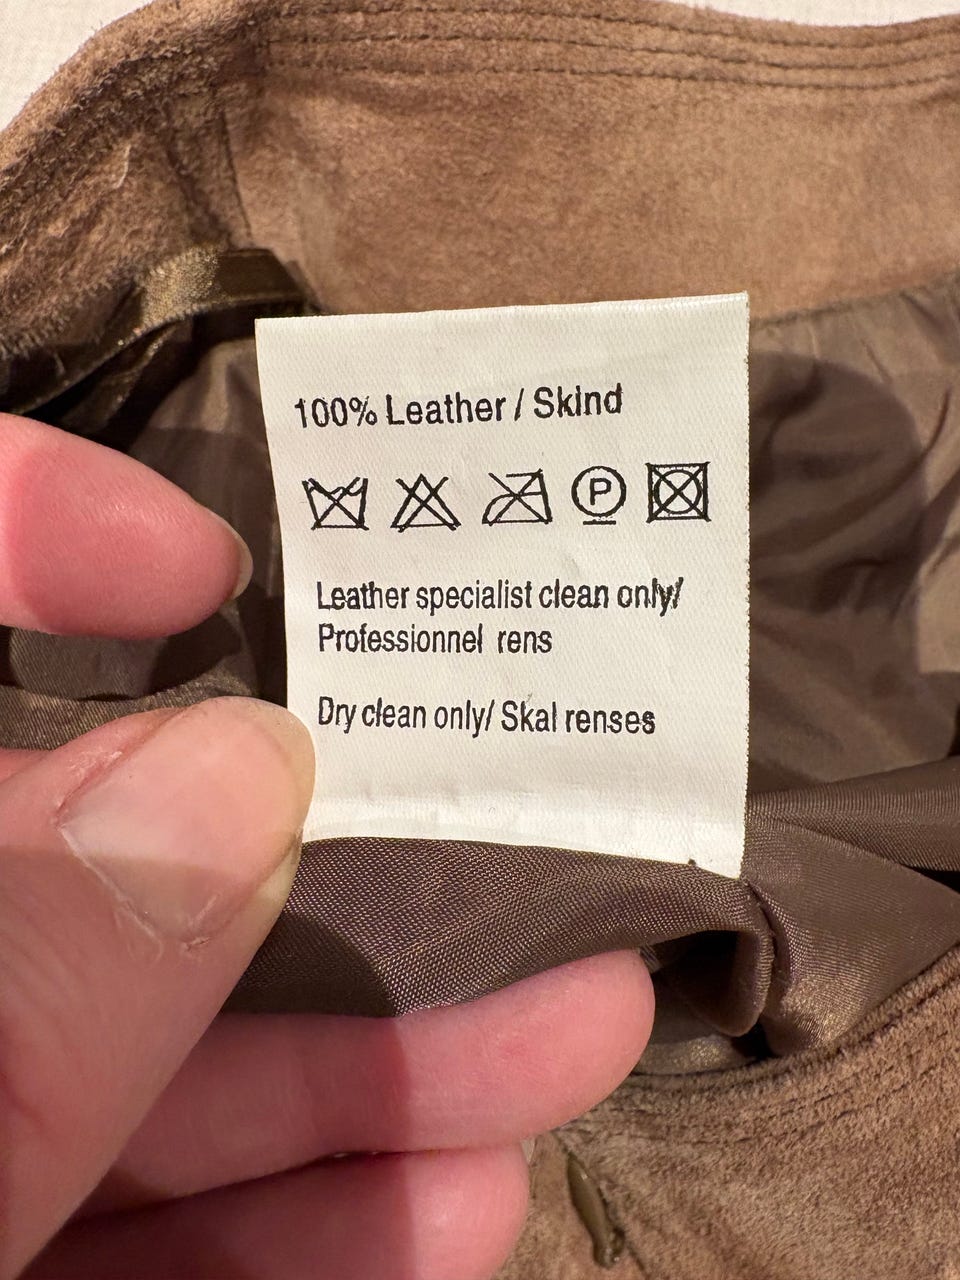 100% Leather / Skind
P
Leather specialist clean only/
Professionnel rens
Dry clean only/ Skal renses